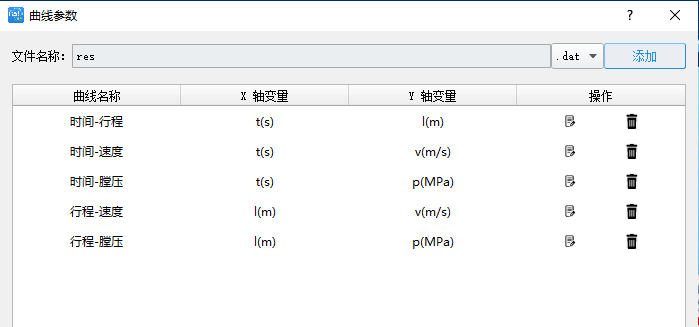 曲线参数
文件名称： res .dat 添加
曲线名称 X 轴变量 Y 轴变量 操作
时间-行程 t(s) l(m)
时间-速度 t(s) v(m/s)
时间-膛压 t(s) p(MPa)
行程-速度 l(m) v(m/s)
行程-膛压 l(m) p(MPa)